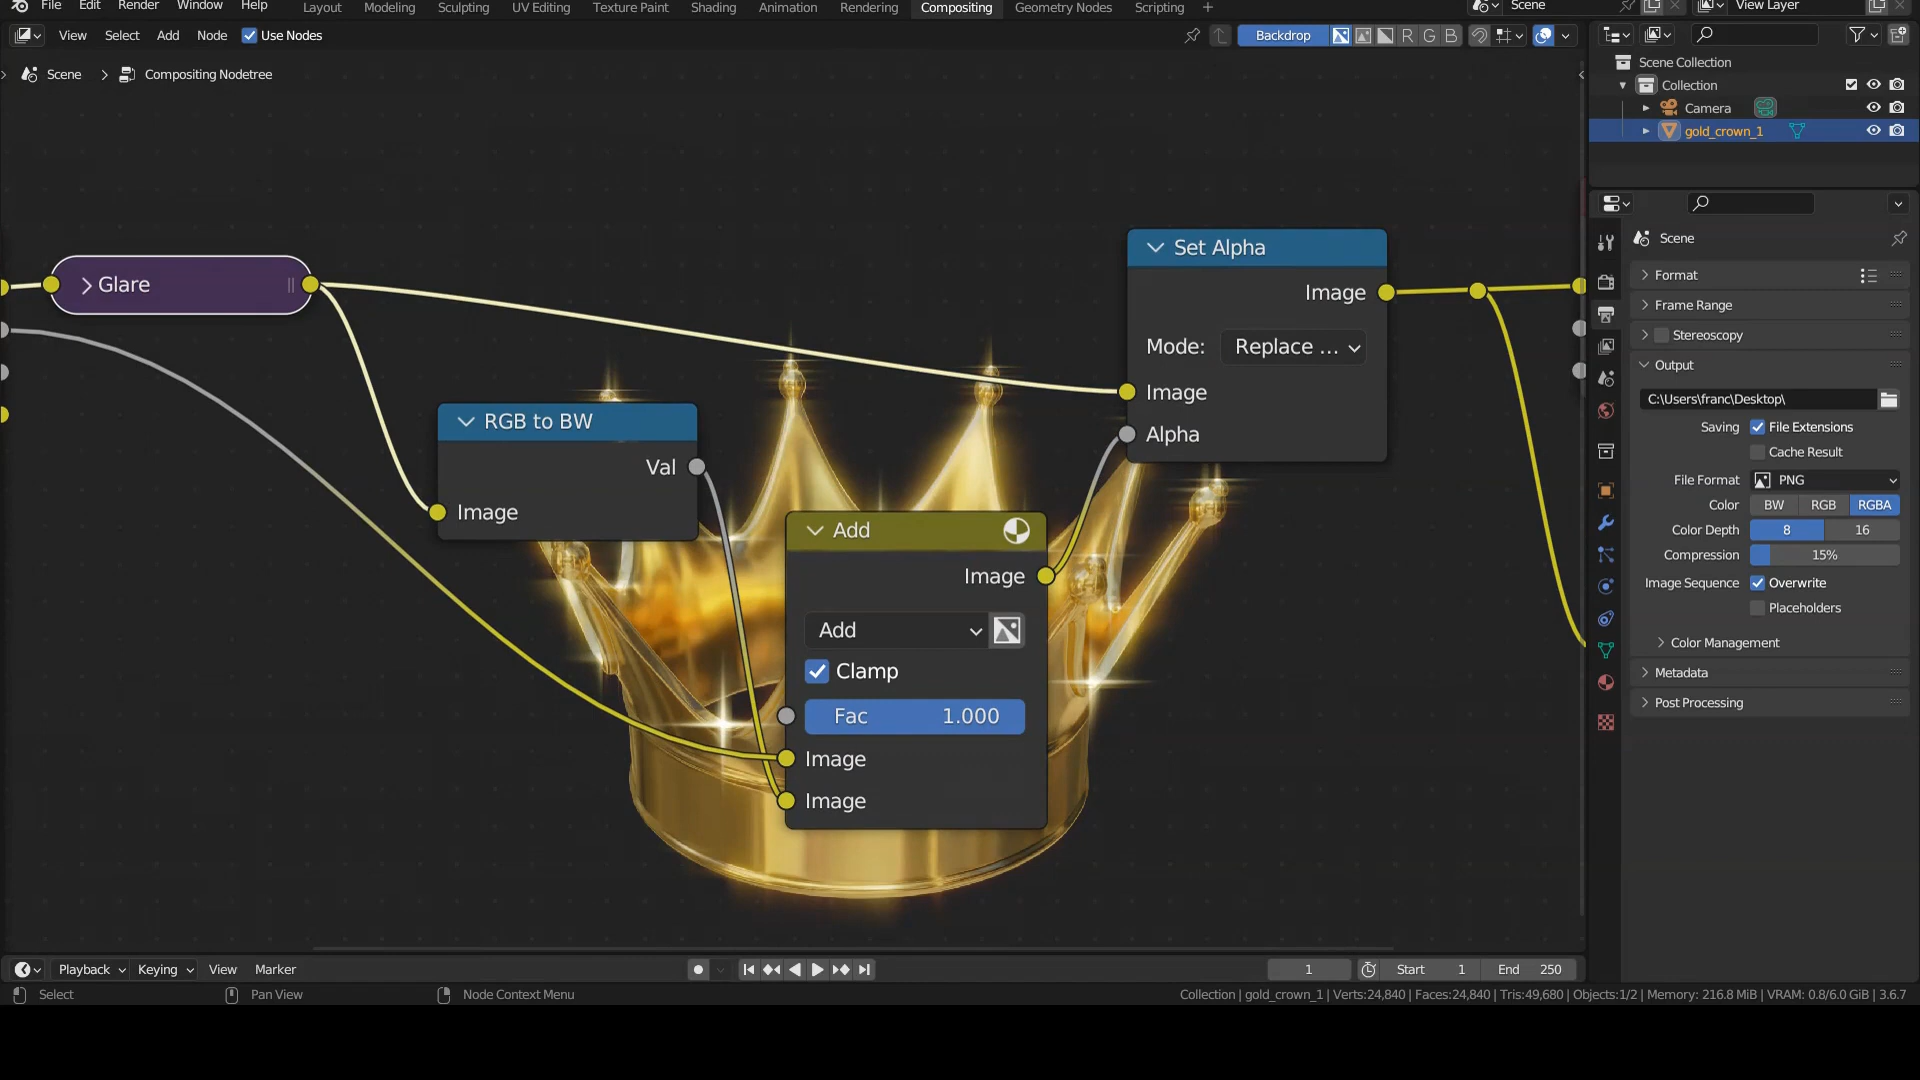 File Edit Render Window Help Layout Modeling Sculpting UV Editing Texture Paint Shading Animation Rendering Compositing Geometry Nodes Scripting + Scene View Layer
View Select Add Node Use Nodes Backdrop R G B
Scene > Compositing Nodetree
Scene Collection
Collection
Camera
gold_crown_1
Glare
RGB to BW
Val
Image
Add
Image
Add
Clamp
Fac 1.000
Image
Image
Set Alpha
Image
Mode: Replace ...
Image
Alpha
Scene
Format
Frame Range
Stereoscopy
Output
C:\Users\franc\Desktop\
Saving File Extensions
Cache Result
File Format PNG
Color BW RGB RGBA
Color Depth 8 16
Compression 15%
Image Sequence Overwrite
Placeholders
Color Management
Metadata
Post Processing
Playback Keying View Marker 1 Start 1 End 250
Select Pan View Node Context Menu Collection | gold_crown_1 | Verts:24,840 | Faces:24,840 | Tris:49,680 | Objects:1/2 | Memory: 216.8 MiB | VRAM: 0.8/6.0 GiB | 3.6.7